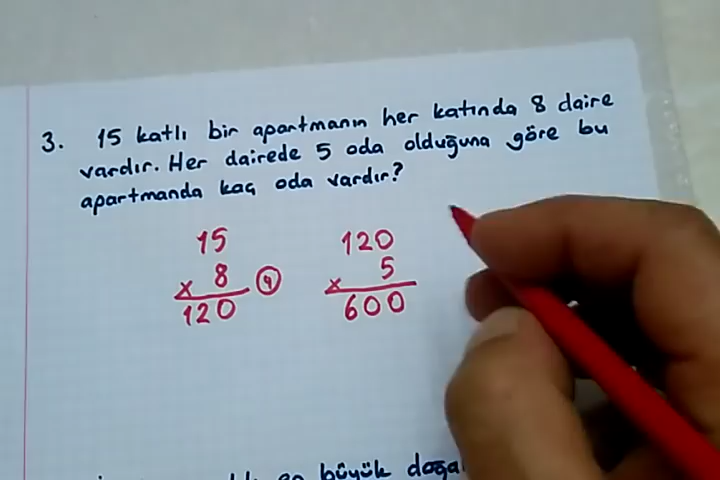 3. 15 katlı bir apartmanın her katında 8 daire
vardır. Her dairede 5 oda olduğuna göre bu
apartmanda kaç oda vardır?
15
x 8 4
120
120
x 5
600
büyük